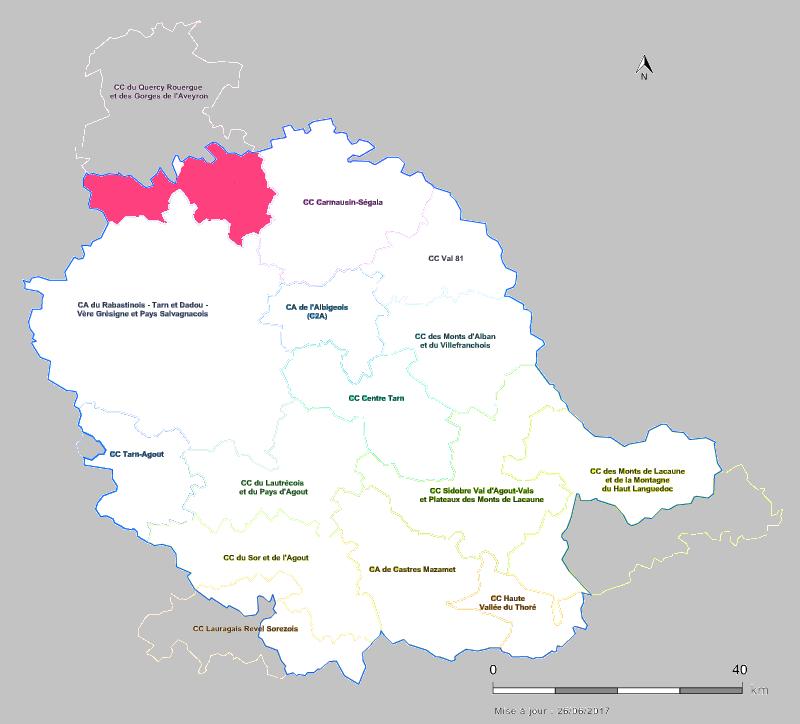 CC du Quercy Rouergue
et des Gorges de l'Aveyron
N
CC Carmausin-Ségala
CC Val 81
CA du Rabastinois - Tarn et Dadou -
Vère Grésigne et Pays Salvagnacois
CA de l'Albigeois
(C2A)
CC des Monts d'Alban
et du Villefranchois
CC Centre Tarn
CC Tarn-Agout
CC du Lautrécois
et du Pays d'Agout
CC Sidobre Val d'Agout-Vals
et Plateaux des Monts de Lacaune
CC des Monts de Lacaune
et de la Montagne
du Haut Languedoc
CC du Sor et de l'Agout
CA de Castres Mazamet
CC Haute
Vallée du Thoré
CC Lauragais Revel Sorezois
0 40
km
Mise à jour : 26/06/2017